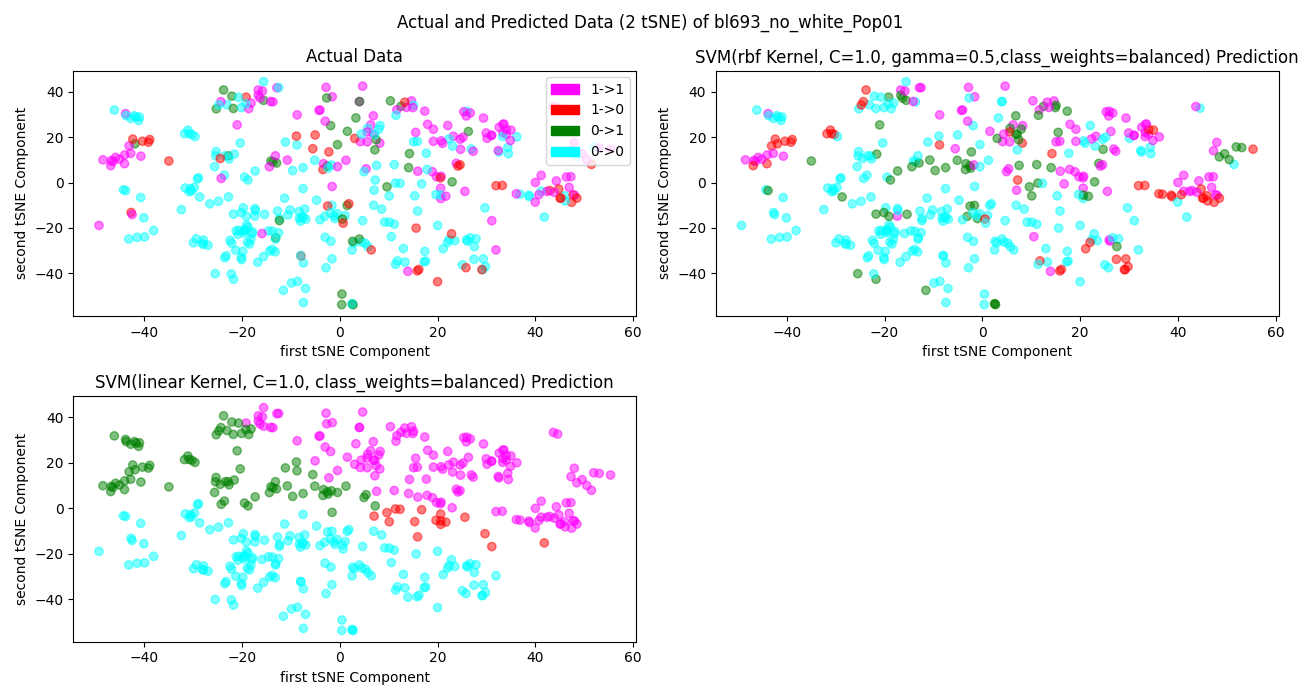 Actual and Predicted Data (2 tSNE) of bl693_no_white_Pop01
Actual Data
second tSNE Component
40
20
0
−20
−40
1->1
1->0
0->1
0->0
−40 −20 0 20 40 60
first tSNE Component
SVM(rbf Kernel, C=1.0, gamma=0.5,class_weights=balanced) Prediction
second tSNE Component
40
20
0
−20
−40
−40 −20 0 20 40 60
first tSNE Component
SVM(linear Kernel, C=1.0, class_weights=balanced) Prediction
second tSNE Component
40
20
0
−20
−40
−40 −20 0 20 40 60
first tSNE Component